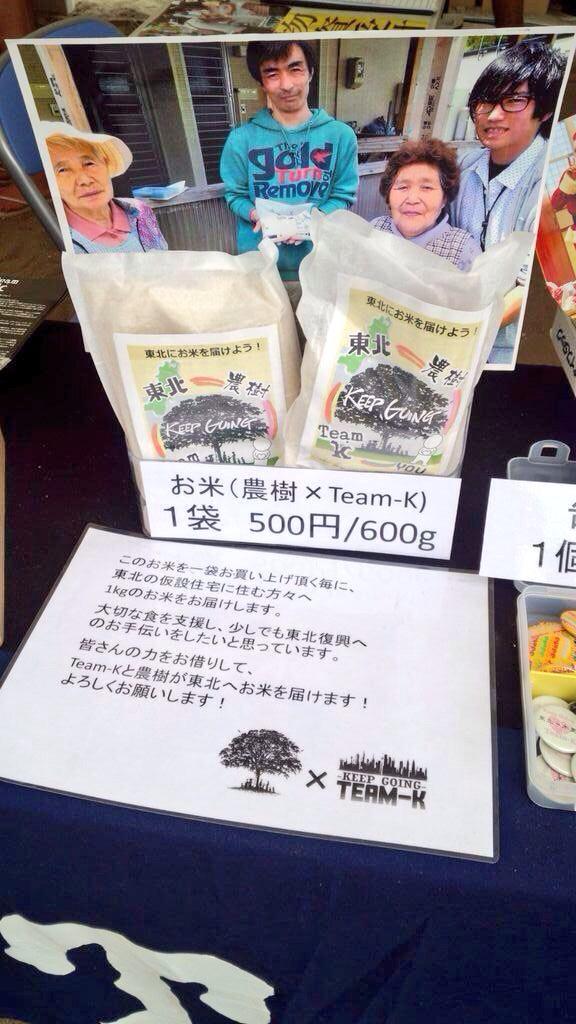 The
gold
Turn
Remove
東北にお米を届けよう！
東北
農樹
KEEP GOING
Team
東北にお米を届けよう！
東北
農樹
KEEP GOING
Team
K
YOU
お米（農樹×Team-K）
1袋 500円/600g
1個
このお米を一袋お買い上げ頂く毎に、
東北の仮設住宅に住む方々へ
1kgのお米をお届けします。
大切な食を支援し、少しでも東北復興へ
のお手伝いをしたいと思っています。
皆さんの力をお借りして、
Team-Kと農樹が東北へお米を届けます！
よろしくお願いします！
×
-KEEP GOING-
TEAM-K